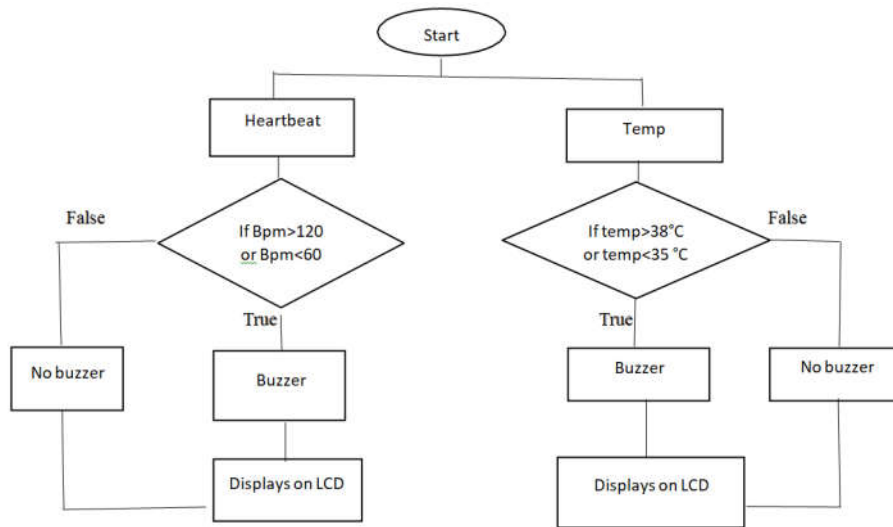 Start
Heartbeat
Temp
False
If Bpm>120
or Bpm<60
True
If temp>38°C
or temp<35 °C
False
True
No buzzer
Buzzer
Buzzer
No buzzer
Displays on LCD
Displays on LCD